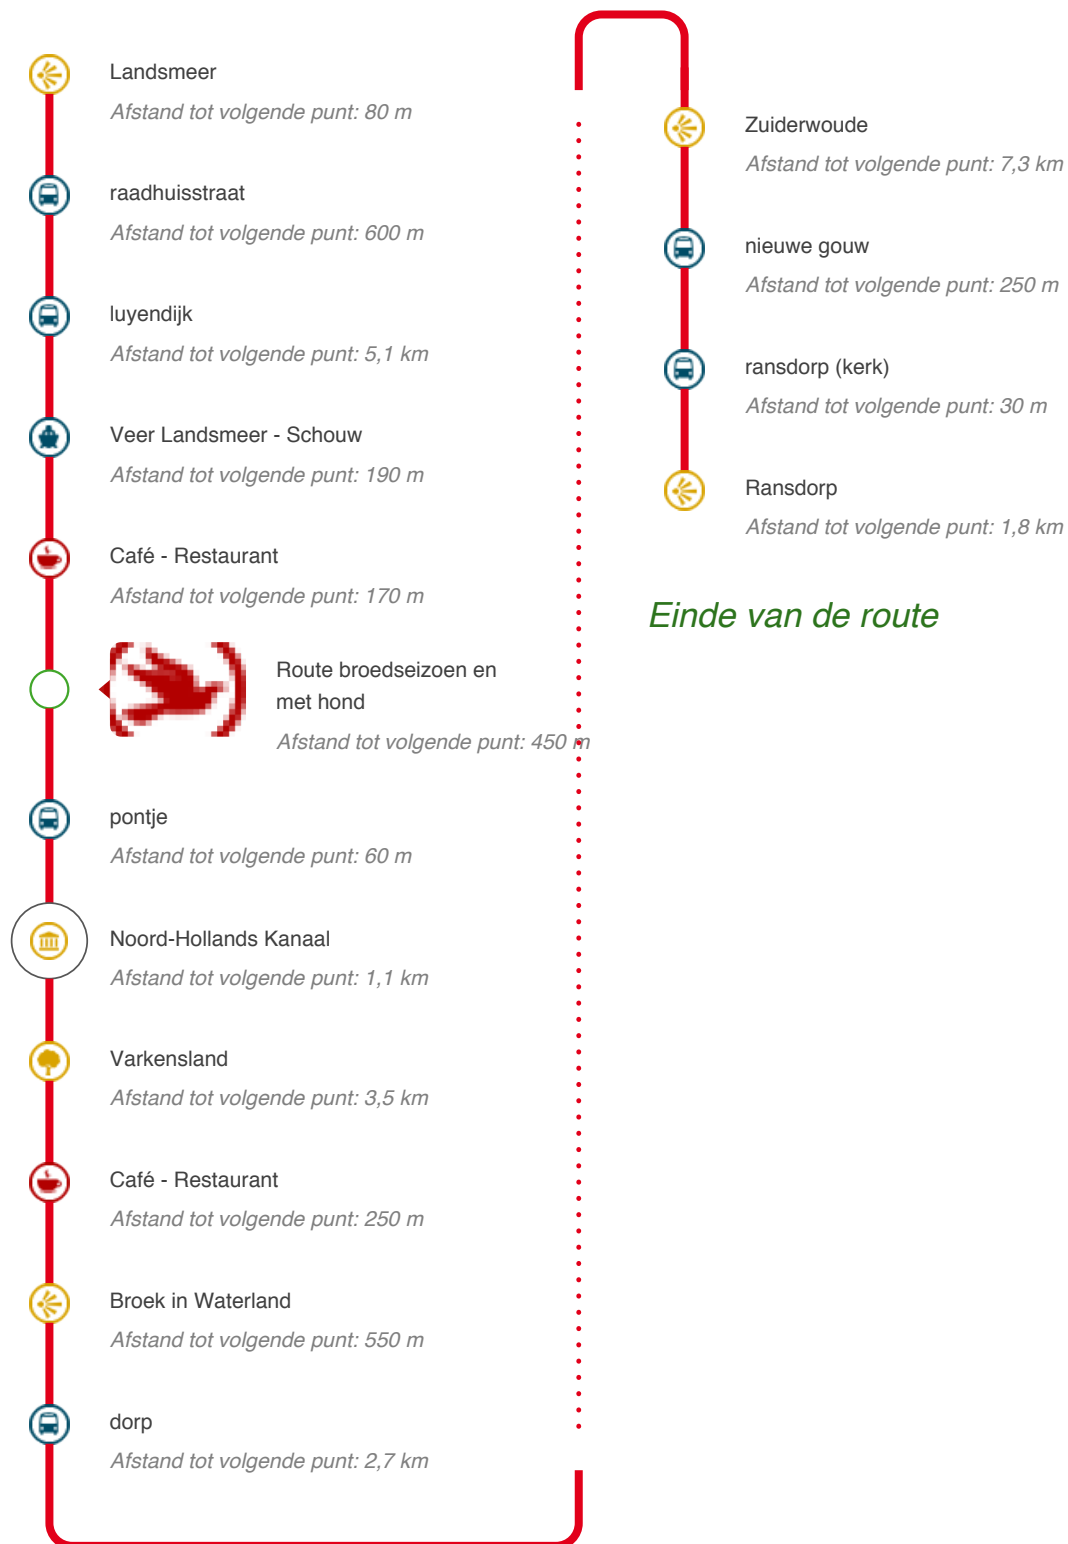 Landsmeer
Afstand tot volgende punt: 80 m
raadhuisstraat
Afstand tot volgende punt: 600 m
luyendijk
Afstand tot volgende punt: 5,1 km
Veer Landsmeer - Schouw
Afstand tot volgende punt: 190 m
Café - Restaurant
Afstand tot volgende punt: 170 m
Route broedseizoen en
met hond
Afstand tot volgende punt: 450 m
pontje
Afstand tot volgende punt: 60 m
Noord-Hollands Kanaal
Afstand tot volgende punt: 1,1 km
Varkensland
Afstand tot volgende punt: 3,5 km
Café - Restaurant
Afstand tot volgende punt: 250 m
Broek in Waterland
Afstand tot volgende punt: 550 m
dorp
Afstand tot volgende punt: 2,7 km
Zuiderwoude
Afstand tot volgende punt: 7,3 km
nieuwe gouw
Afstand tot volgende punt: 250 m
ransdorp (kerk)
Afstand tot volgende punt: 30 m
Ransdorp
Afstand tot volgende punt: 1,8 km
Einde van de route